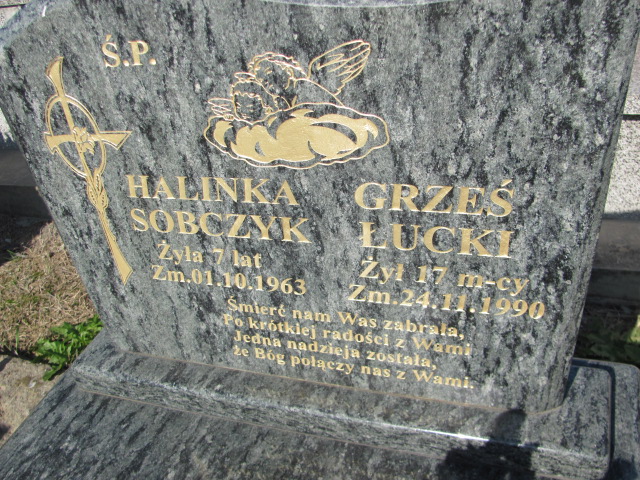 Ś.P.
HALINKA
SOBCZYK
Żyła 7 lat
Zm.01.10.1963
GRZEŚ
ŁUCKI
Żył 17 m-cy
Zm.24.11.1990
Śmierć nam Was zabrała,
Po krótkiej radości z Wami
Jedna nadzieja została,
że Bóg połączy nas z Wami.